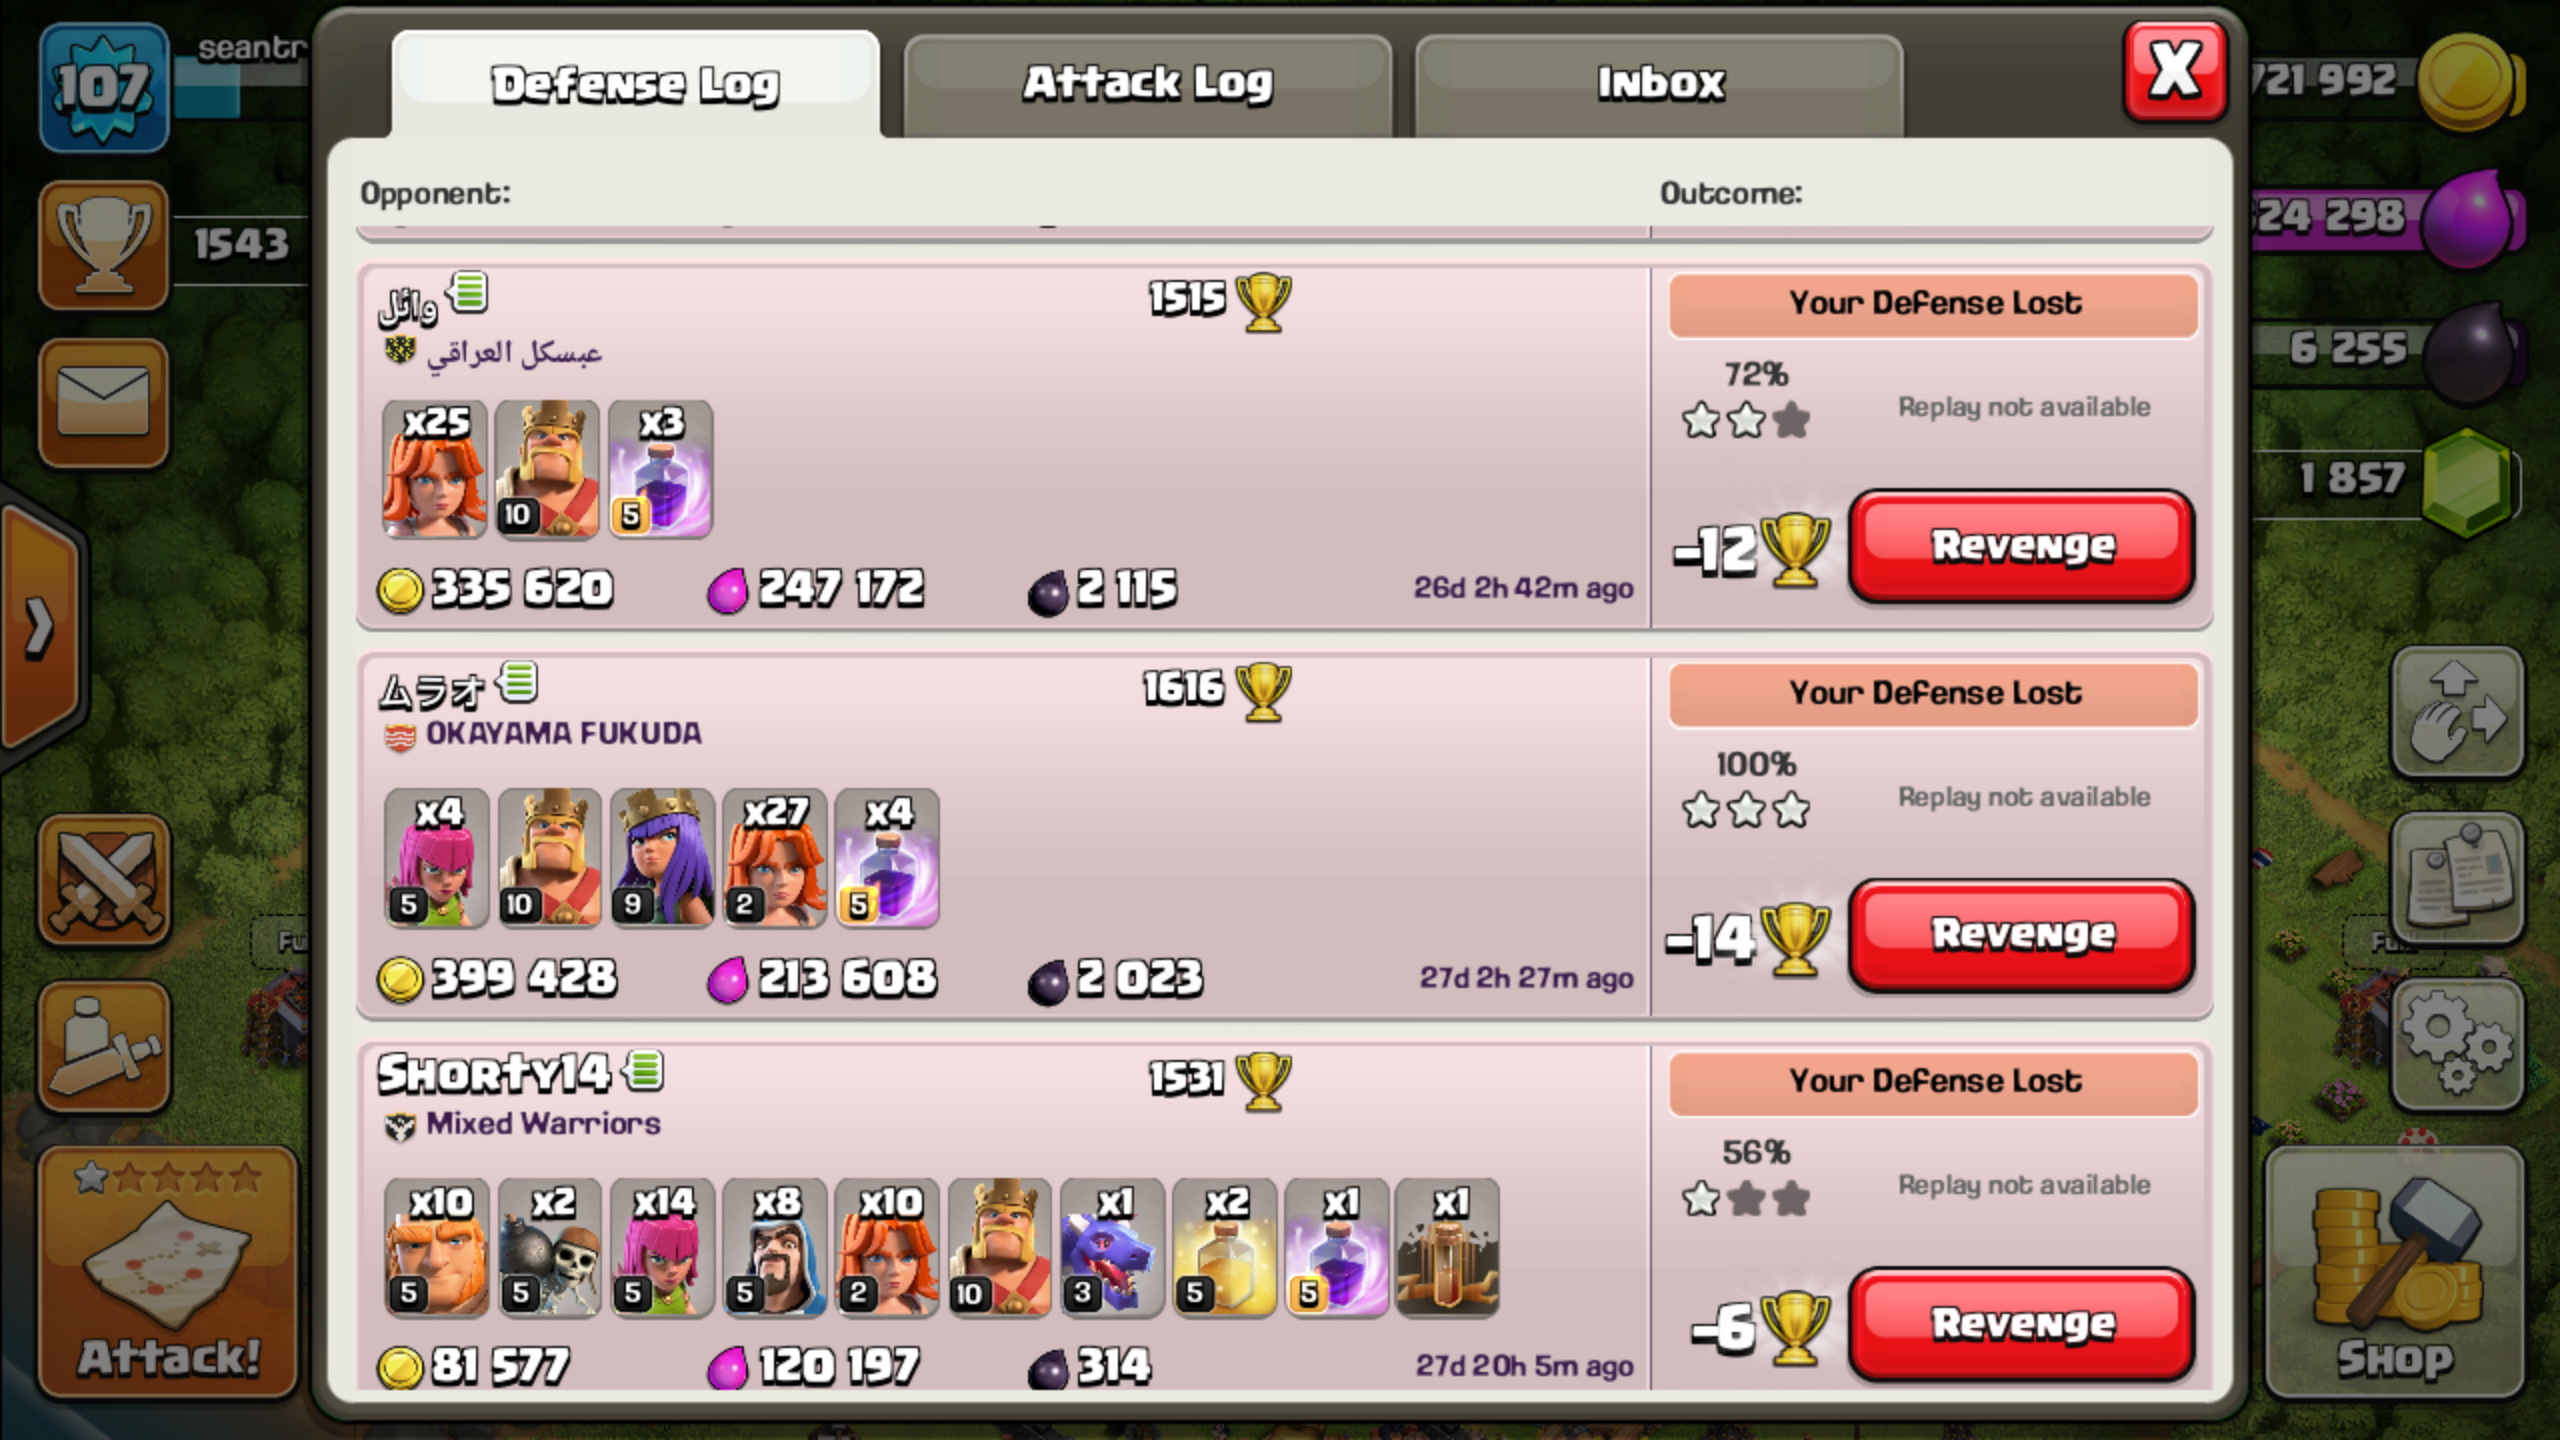 107
seantr
1543
Defense Log
Attack Log
Inbox
X
721 992
24 298
6 255
1 857
Opponent:
Outcome:
وائل
1515
عبسكل العراقي
x25
10
x3
5
335 620
247 172
2 115
26d 2h 42m ago
Your Defense Lost
72%
Replay not available
-12
Revenge
ムラオ
1616
OKAYAMA FUKUDA
x4
5
10
9
x27
2
x4
5
399 428
213 608
2 023
27d 2h 27m ago
Your Defense Lost
100%
Replay not available
-14
Revenge
Shorty14
1531
Mixed Warriors
x10
5
x2
5
x14
5
x8
5
x10
2
10
x1
3
x2
5
x1
5
x1
81 577
120 197
314
27d 20h 5m ago
Your Defense Lost
56%
Replay not available
-6
Revenge
Attack!
Shop